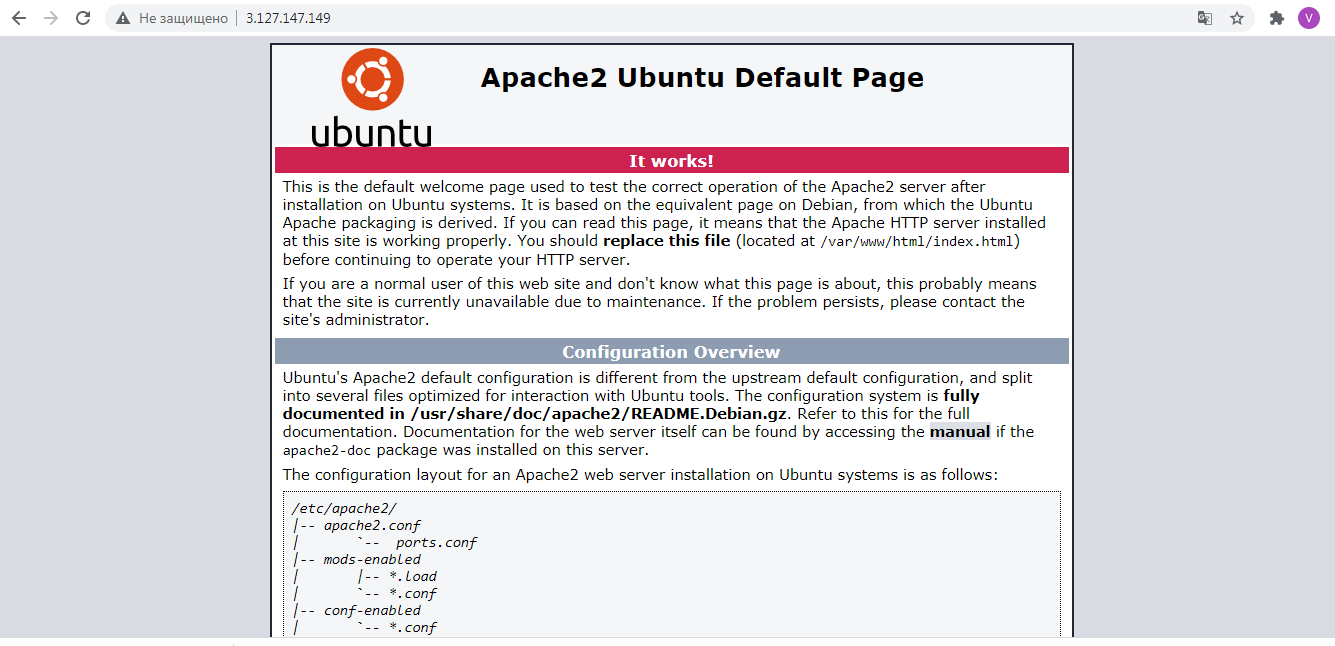 Не защищено 3.127.147.149
V
ubuntu
Apache2 Ubuntu Default Page
It works!
This is the default welcome page used to test the correct operation of the Apache2 server after
installation on Ubuntu systems. It is based on the equivalent page on Debian, from which the Ubuntu
Apache packaging is derived. If you can read this page, it means that the Apache HTTP server installed
at this site is working properly. You should replace this file (located at /var/www/html/index.html)
before continuing to operate your HTTP server.
If you are a normal user of this web site and don't know what this page is about, this probably means
that the site is currently unavailable due to maintenance. If the problem persists, please contact the
site's administrator.
Configuration Overview
Ubuntu's Apache2 default configuration is different from the upstream default configuration, and split
into several files optimized for interaction with Ubuntu tools. The configuration system is fully
documented in /usr/share/doc/apache2/README.Debian.gz. Refer to this for the full
documentation. Documentation for the web server itself can be found by accessing the manual if the
apache2-doc package was installed on this server.
The configuration layout for an Apache2 web server installation on Ubuntu systems is as follows:
/etc/apache2/
|-- apache2.conf
|       `--  ports.conf
|-- mods-enabled
|       |-- *.load
|       `-- *.conf
|-- conf-enabled
|       `-- *.conf